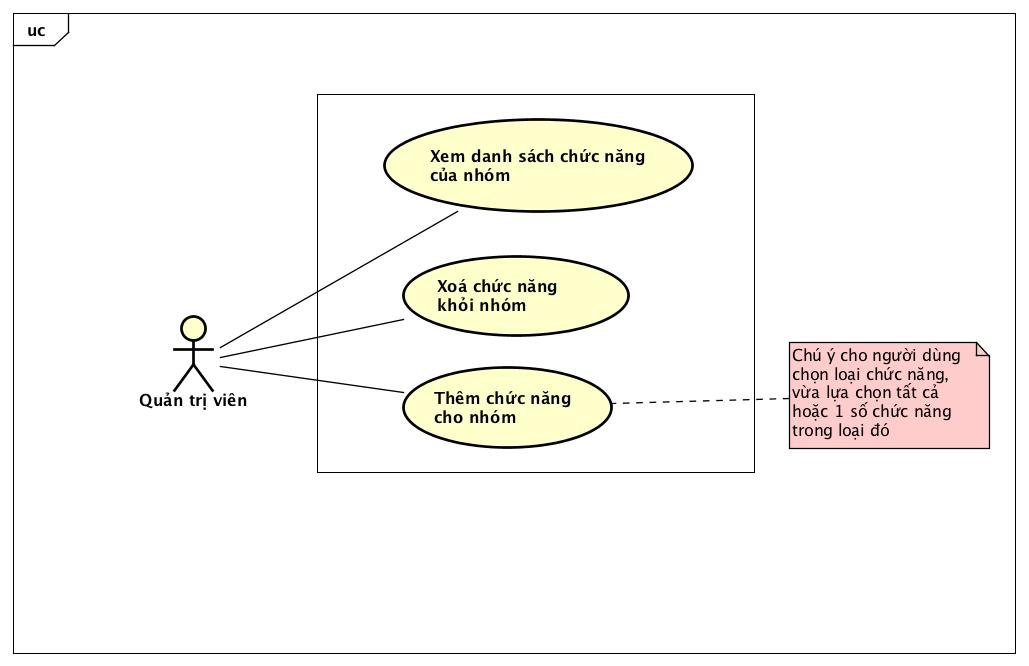 uc
Xem danh sách chức năng
của nhóm
Xoá chức năng
khỏi nhóm
Thêm chức năng
cho nhóm
Quản trị viên
Chú ý cho người dùng
chọn loại chức năng,
vừa lựa chọn tất cả
hoặc 1 số chức năng
trong loại đó